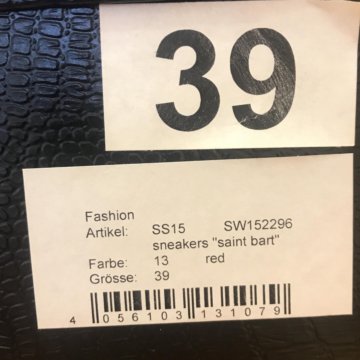 39
Fashion
Artikel: SS15 SW152296
sneakers "saint bart"
Farbe: 13 red
Grösse: 39
4 056103 131079